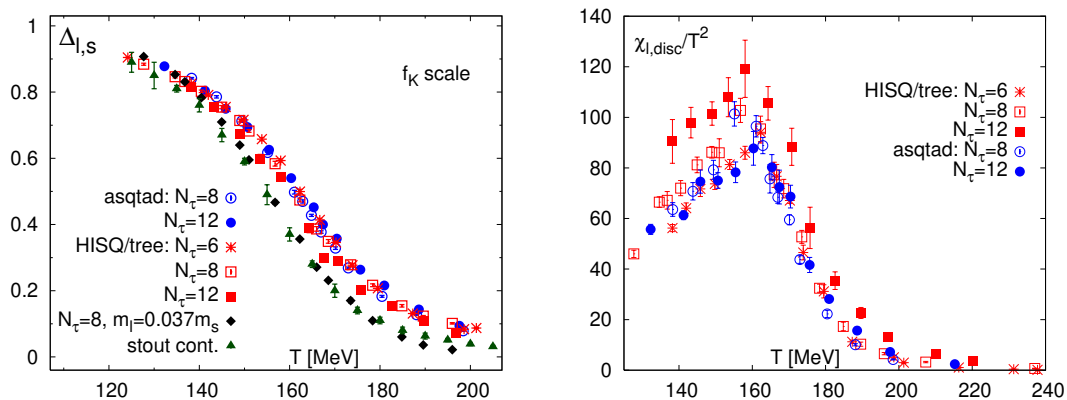 Δl,s
f_K scale
asqtad: Nτ=8
Nτ=12
HISQ/tree: Nτ=6
Nτ=8
Nτ=12
Nτ=8, ml=0.037ms
stout cont.
T [MeV]
1
0.8
0.6
0.4
0.2
0
120 140 160 180 200
χl,disc/T²
HISQ/tree: Nτ=6
Nτ=8
Nτ=12
asqtad: Nτ=8
Nτ=12
T [MeV]
140
120
100
80
60
40
20
0
140 160 180 200 220 240